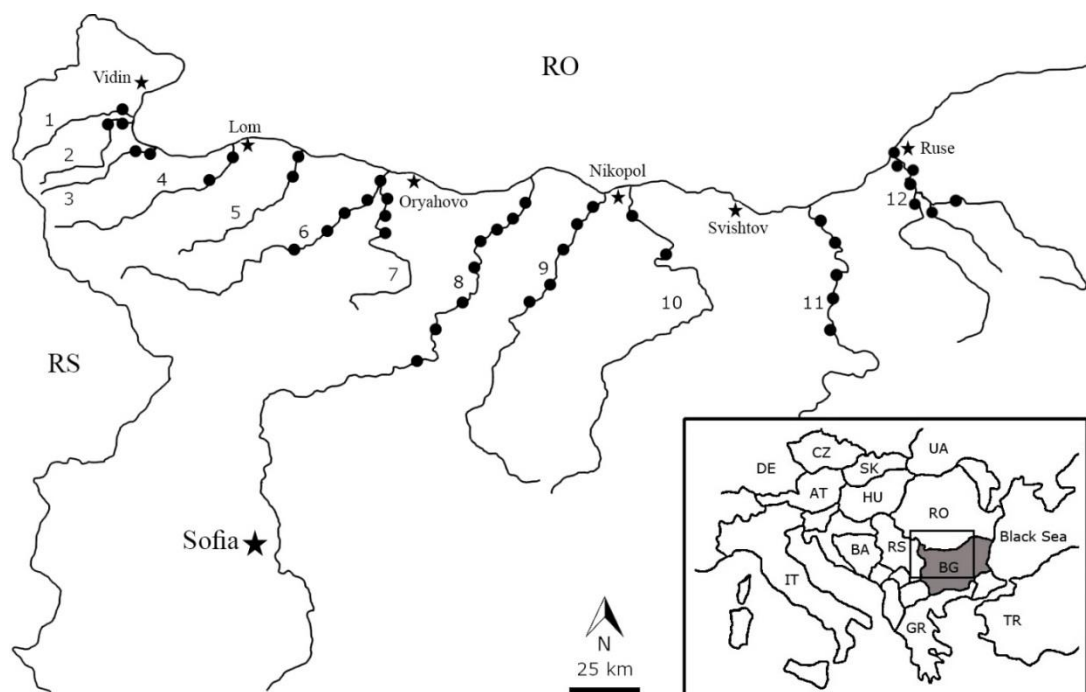 RO
Vidin
1
Lom
Ruse
2
Nikopol
Oryahovo
3
4
12
5
Svishtov
6
7
8
9
10
11
RS
UA
CZ
DE
SK
AT
HU
RO
Black Sea
BA
RS
BG
IT
GR
TR
Sofia
N
25 km